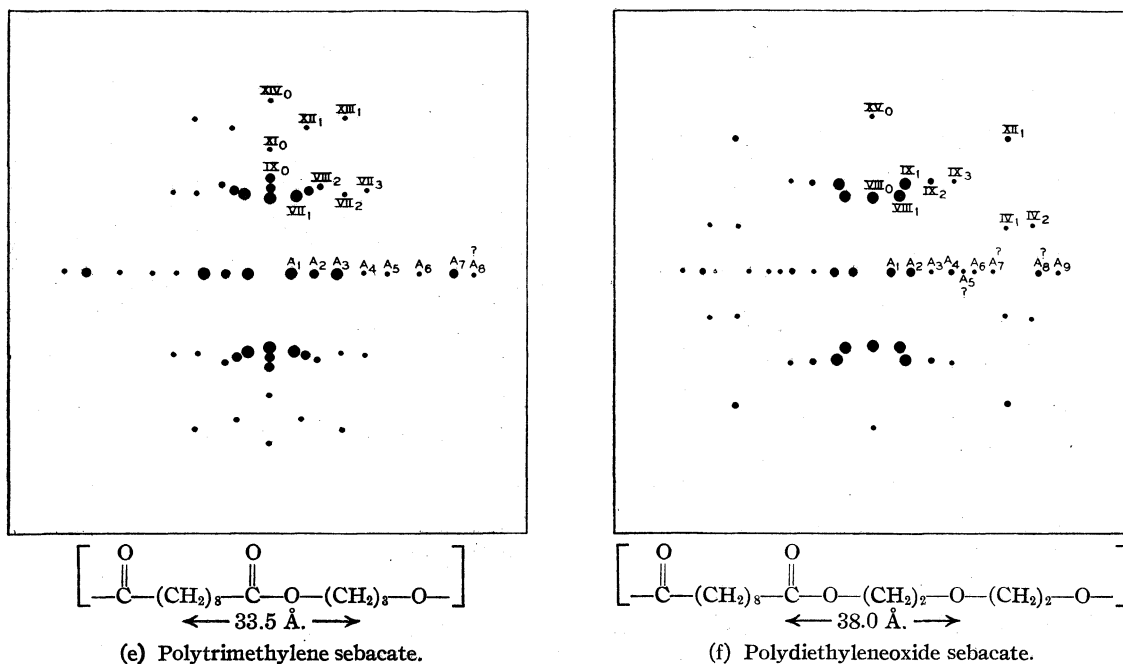 XIV₀
XIII₁
XII₁
XI₀
IX₀
VIII₂
VII₃
VII₁
VII₂
?
A₁ A₂ A₃ A₄ A₅ A₆ A₇ A₈
O O
[—C—(CH₂)₈—C—O—(CH₂)₃—O—]
33.5 Å.
(e) Polytrimethylene sebacate.
XV₀
XII₁
IX₁
VIII₀
IX₂
IX₃
VIII₁
IV₁
IV₂
? ?
A₁ A₂ A₃ A₄ A₅ A₆ A₇ A₈ A₉
?
O O
[—C—(CH₂)₈—C—O—(CH₂)₂—O—(CH₂)₂—O—]
38.0 Å.
(f) Polydiethyleneoxide sebacate.